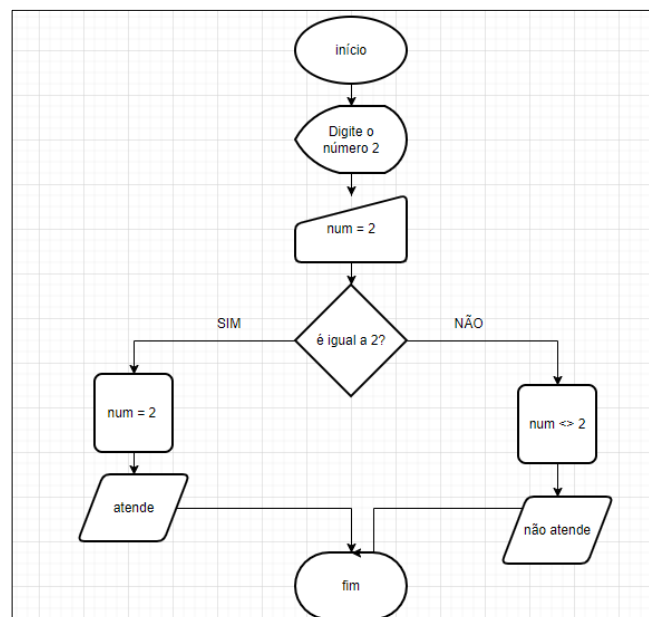 início
Digite o
número 2
num = 2
é igual a 2?
SIM
NÃO
num = 2
num <> 2
atende
não atende
fim